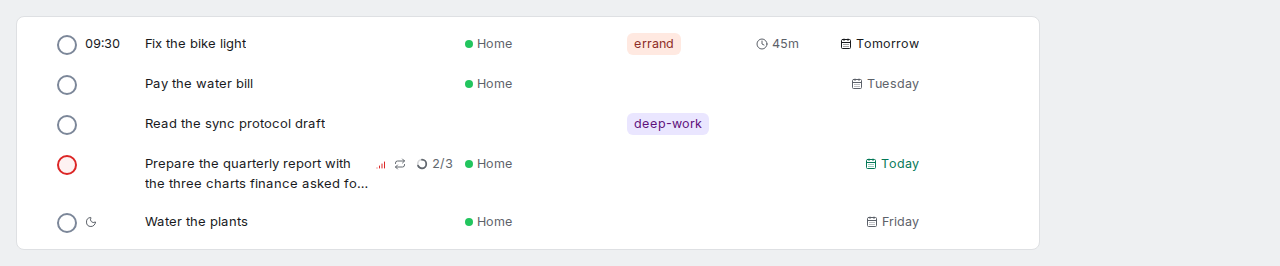 09:30 Fix the bike light Home errand 45m Tomorrow
Pay the water bill Home Tuesday
Read the sync protocol draft deep-work
Prepare the quarterly report with 2/3 Home Today
the three charts finance asked fo...
Water the plants Home Friday